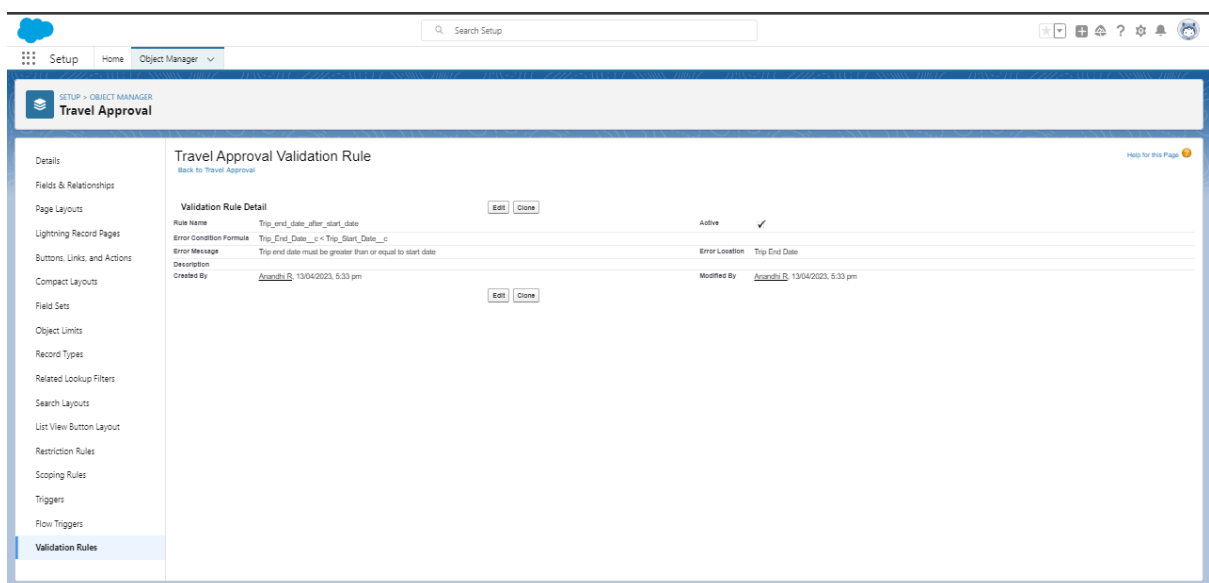 Search Setup
Setup Home Object Manager
SETUP > OBJECT MANAGER
Travel Approval
Details
Fields & Relationships
Page Layouts
Lightning Record Pages
Buttons, Links, and Actions
Compact Layouts
Field Sets
Object Limits
Record Types
Related Lookup Filters
Search Layouts
List View Button Layout
Restriction Rules
Scoping Rules
Triggers
Flow Triggers
Validation Rules
Travel Approval Validation Rule
Help for this Page
Back to Travel Approval
Validation Rule Detail Edit Clone
Rule Name Trip_end_date_after_start_date Active
Error Condition Formula Trip_End_Date__c < Trip_Start_Date__c
Error Message Trip end date must be greater than or equal to start date Error Location Trip End Date
Description
Created By Anandhi R, 13/04/2023, 5:33 pm Modified By Anandhi R, 13/04/2023, 5:33 pm
Edit Clone